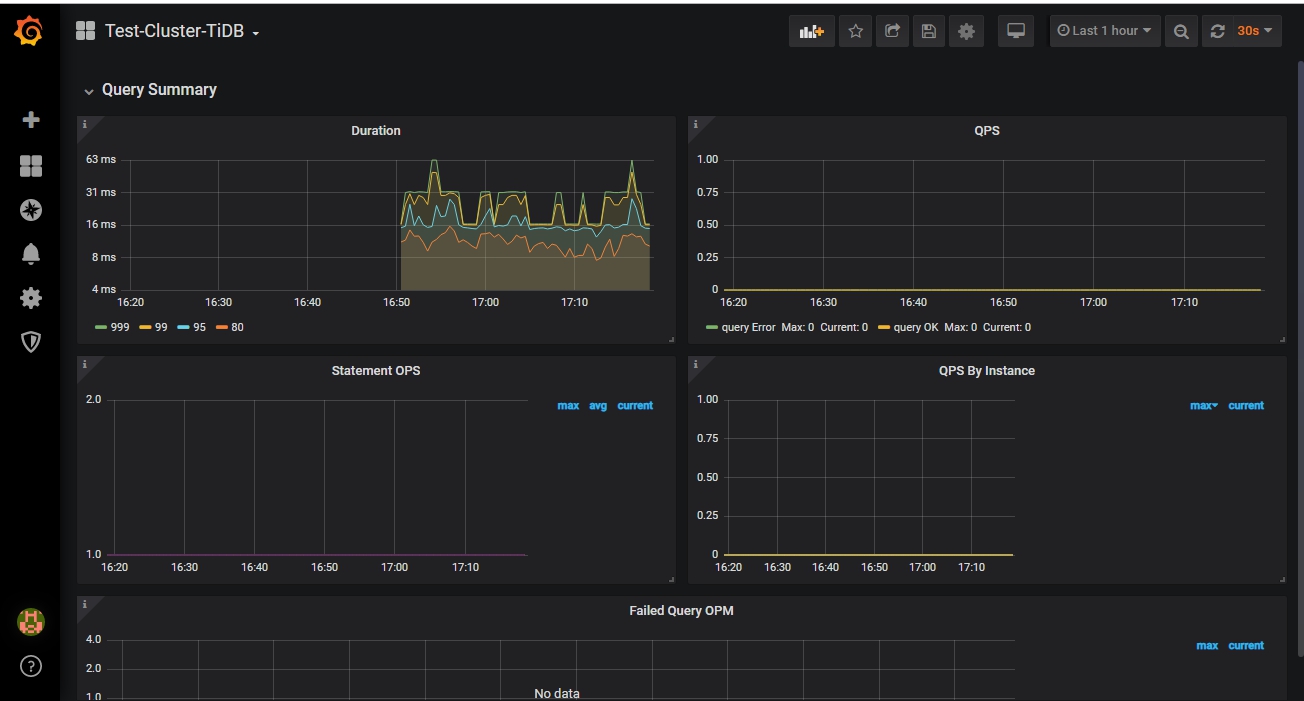 Test-Cluster-TiDB
Last 1 hour
30s
Query Summary
Duration
63 ms
31 ms
16 ms
8 ms
4 ms
16:20 16:30 16:40 16:50 17:00 17:10
999 99 95 80
QPS
1.00
0.75
0.50
0.25
0
16:20 16:30 16:40 16:50 17:00 17:10
query Error Max: 0 Current: 0 query OK Max: 0 Current: 0
Statement OPS
2.0
max avg current
1.0
16:20 16:30 16:40 16:50 17:00 17:10
QPS By Instance
1.00
max current
0.75
0.50
0.25
0
16:20 16:30 16:40 16:50 17:00 17:10
Failed Query OPM
4.0
max current
2.0
1.0
No data